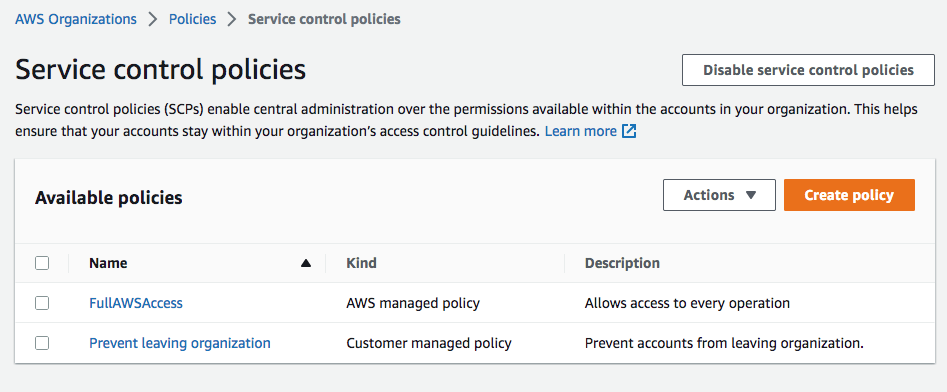 AWS Organizations > Policies > Service control policies
Service control policies
Disable service control policies
Service control policies (SCPs) enable central administration over the permissions available within the accounts in your organization. This helps
ensure that your accounts stay within your organization’s access control guidelines. Learn more
Available policies
Actions
Create policy
Name Kind Description
FullAWSAccess AWS managed policy Allows access to every operation
Prevent leaving organization Customer managed policy Prevent accounts from leaving organization.